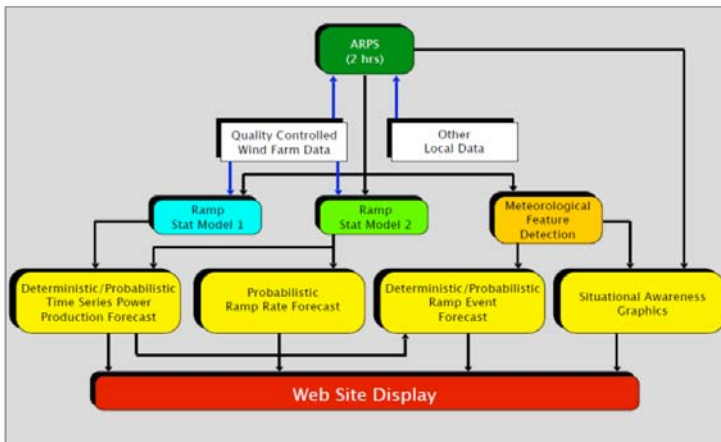 ARPS
(2 hrs)
Quality Controlled
Wind Farm Data
Other
Local Data
Ramp
Stat Model 1
Ramp
Stat Model 2
Meteorological
Feature
Detection
Deterministic/Probabilistic
Time Series Power
Production Forecast
Probabilistic
Ramp Rate Forecast
Deterministic/Probabilistic
Ramp Event
Forecast
Situational Awareness
Graphics
Web Site Display